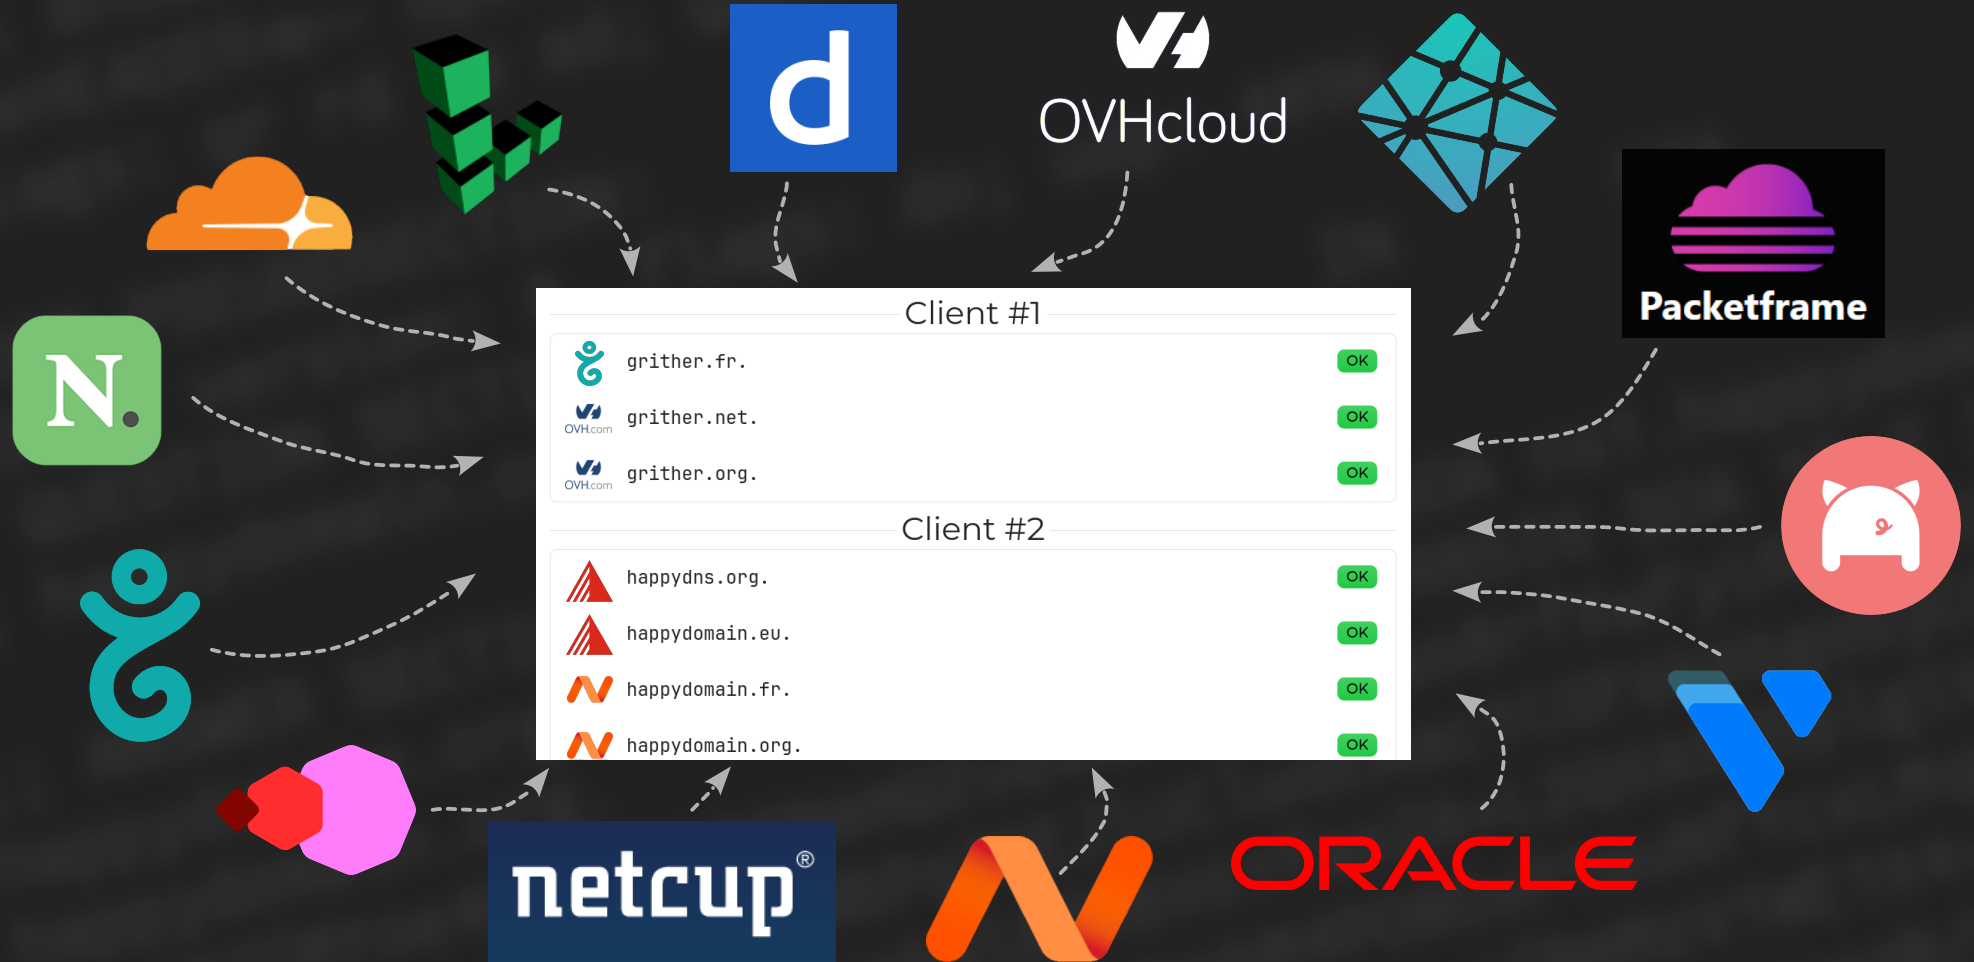 d
OVHcloud
Packetframe
N.
Client #1
grither.fr.
OK
OVH.com
grither.net.
OK
OVH.com
grither.org.
OK
Client #2
happydns.org.
OK
happydomain.eu.
OK
happydomain.fr.
OK
happydomain.org.
OK
netcup®
ORACLE